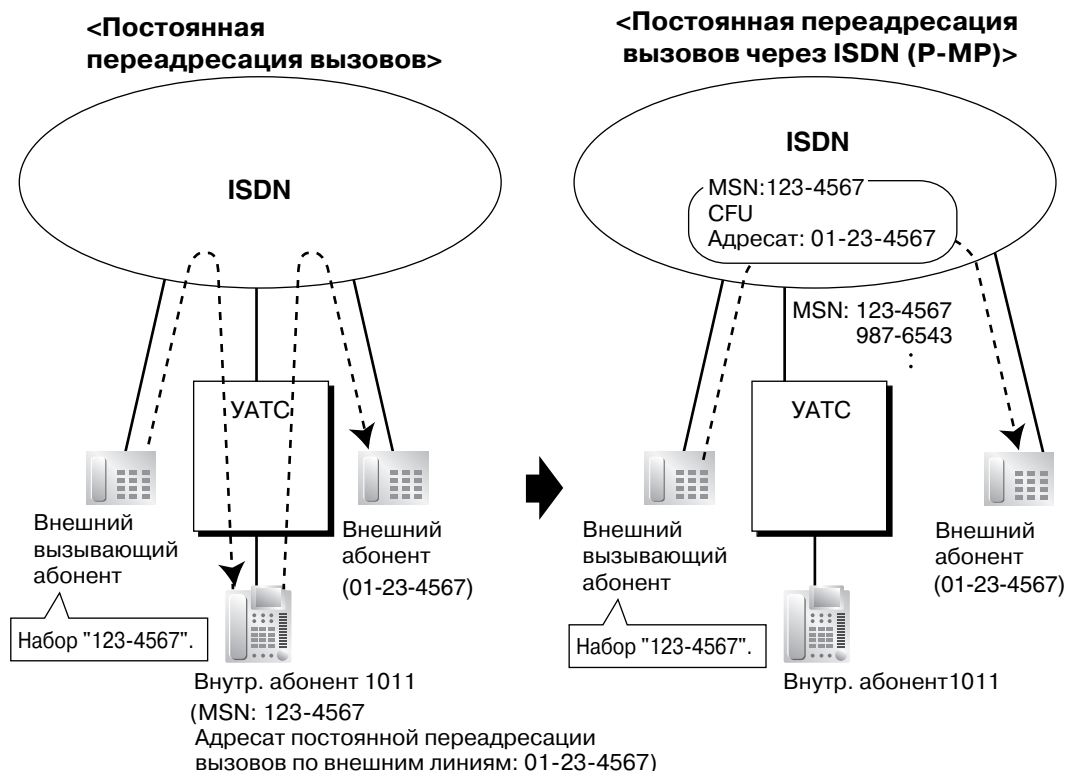 <Постоянная
переадресация вызовов>
ISDN
УАТС
Внешний
вызывающий
абонент
Внешний
абонент
(01-23-4567)
Набор "123-4567".
Внутр. абонент 1011
(MSN: 123-4567
Адресат постоянной переадресации
вызовов по внешним линиям: 01-23-4567)
<Постоянная переадресация
вызовов через ISDN (P-MP)>
ISDN
MSN:123-4567
CFU
Адресат: 01-23-4567
MSN: 123-4567
987-6543
:
УАТС
Внешний
вызывающий
абонент
Внешний
абонент
(01-23-4567)
Набор "123-4567".
Внутр. абонент1011